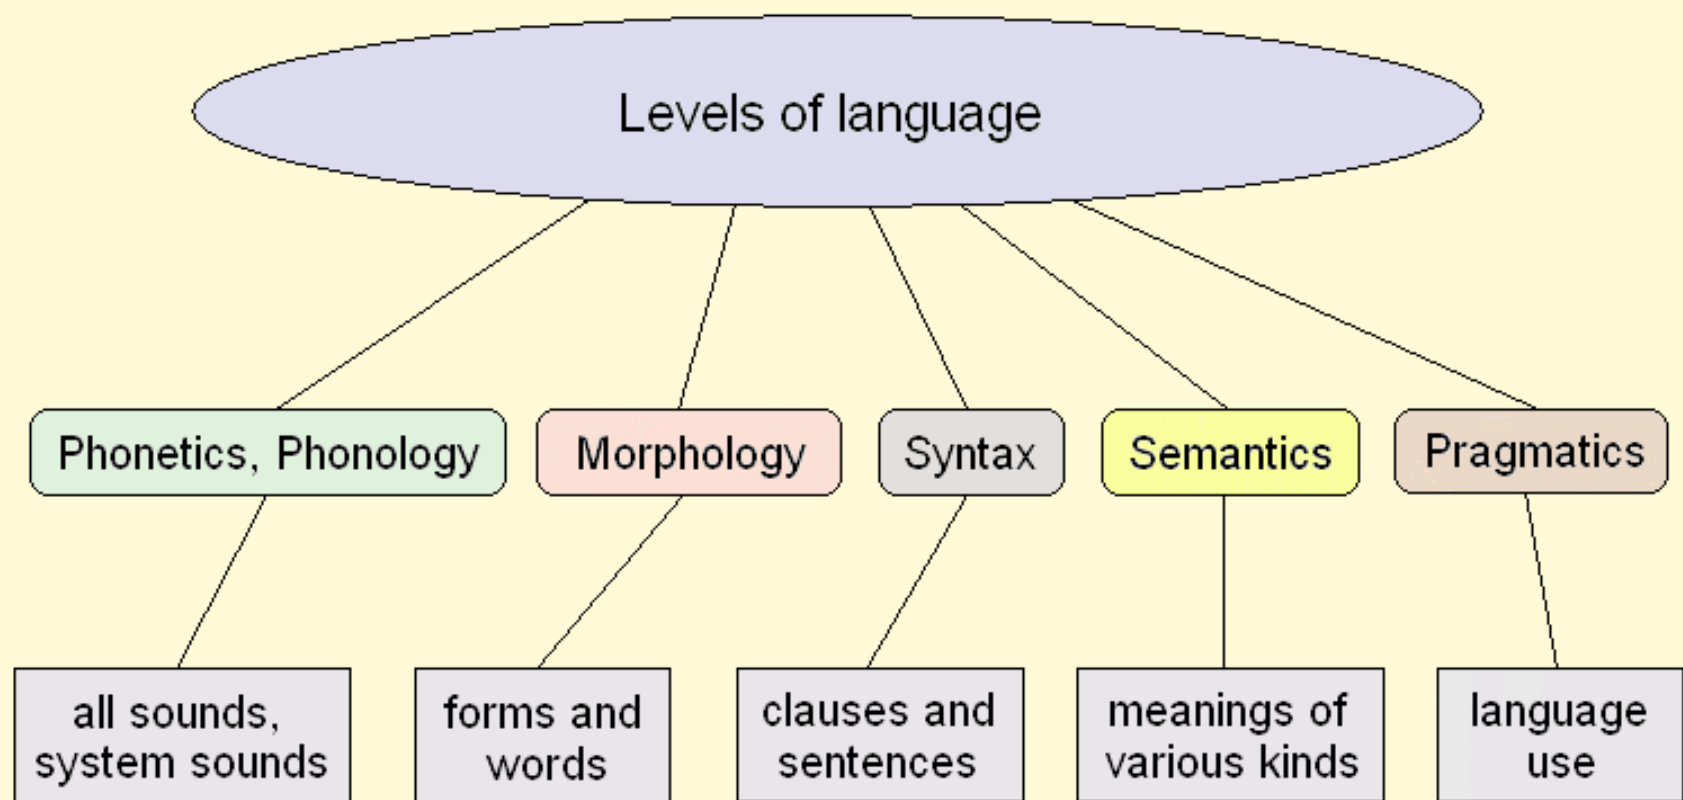 Levels of language
Phonetics, Phonology
Morphology
Syntax
Semantics
Pragmatics
all sounds,
system sounds
forms and
words
clauses and
sentences
meanings of
various kinds
language
use